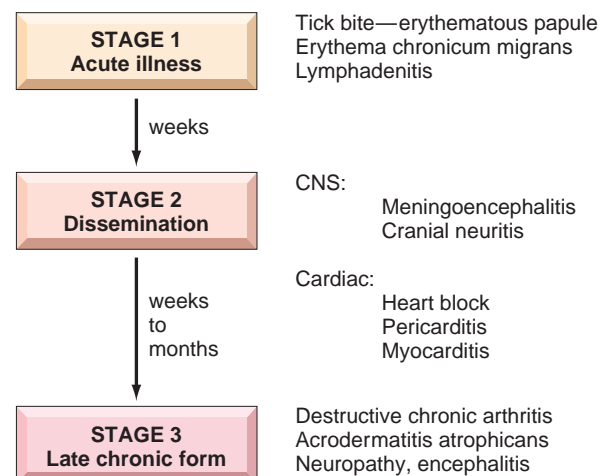 STAGE 1
Acute illness
Tick bite—erythematous papule
Erythema chronicum migrans
Lymphadenitis
weeks
STAGE 2
Dissemination
CNS:
Meningoencephalitis
Cranial neuritis
Cardiac:
Heart block
Pericarditis
Myocarditis
weeks
to
months
STAGE 3
Late chronic form
Destructive chronic arthritis
Acrodermatitis atrophicans
Neuropathy, encephalitis